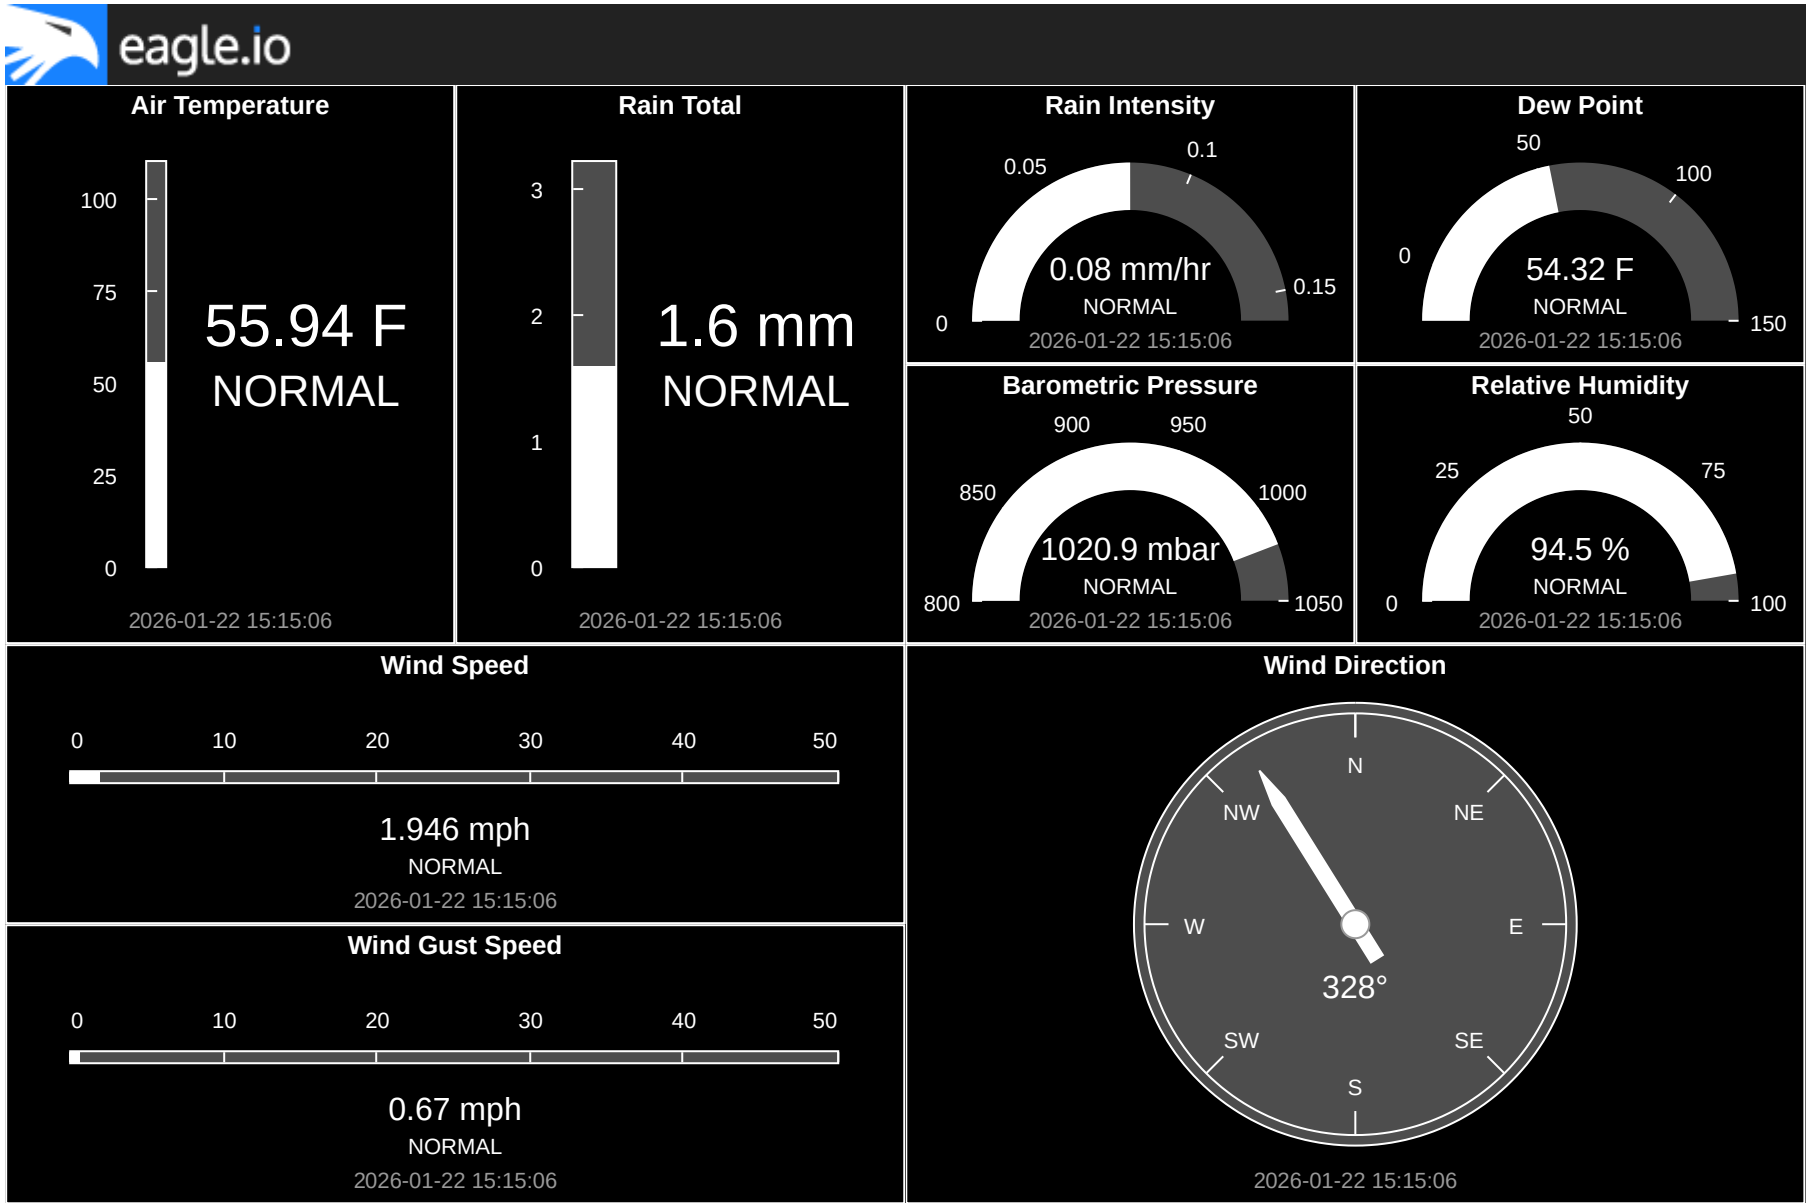 eagle.io
Air Temperature
100
75
50
25
0
55.94 F
NORMAL
2026-01-22 15:15:06
Rain Total
3
2
1
0
1.6 mm
NORMAL
2026-01-22 15:15:06
Rain Intensity
0
0.05
0.1
0.15
0.08 mm/hr
NORMAL
2026-01-22 15:15:06
Dew Point
0
50
100
150
54.32 F
NORMAL
2026-01-22 15:15:06
Barometric Pressure
800
850
900
950
1000
1050
1020.9 mbar
NORMAL
2026-01-22 15:15:06
Relative Humidity
0
25
50
75
100
94.5 %
NORMAL
2026-01-22 15:15:06
Wind Speed
0 10 20 30 40 50
1.946 mph
NORMAL
2026-01-22 15:15:06
Wind Gust Speed
0 10 20 30 40 50
0.67 mph
NORMAL
2026-01-22 15:15:06
Wind Direction
N
NW NE
W E
328°
SW SE
S
2026-01-22 15:15:06